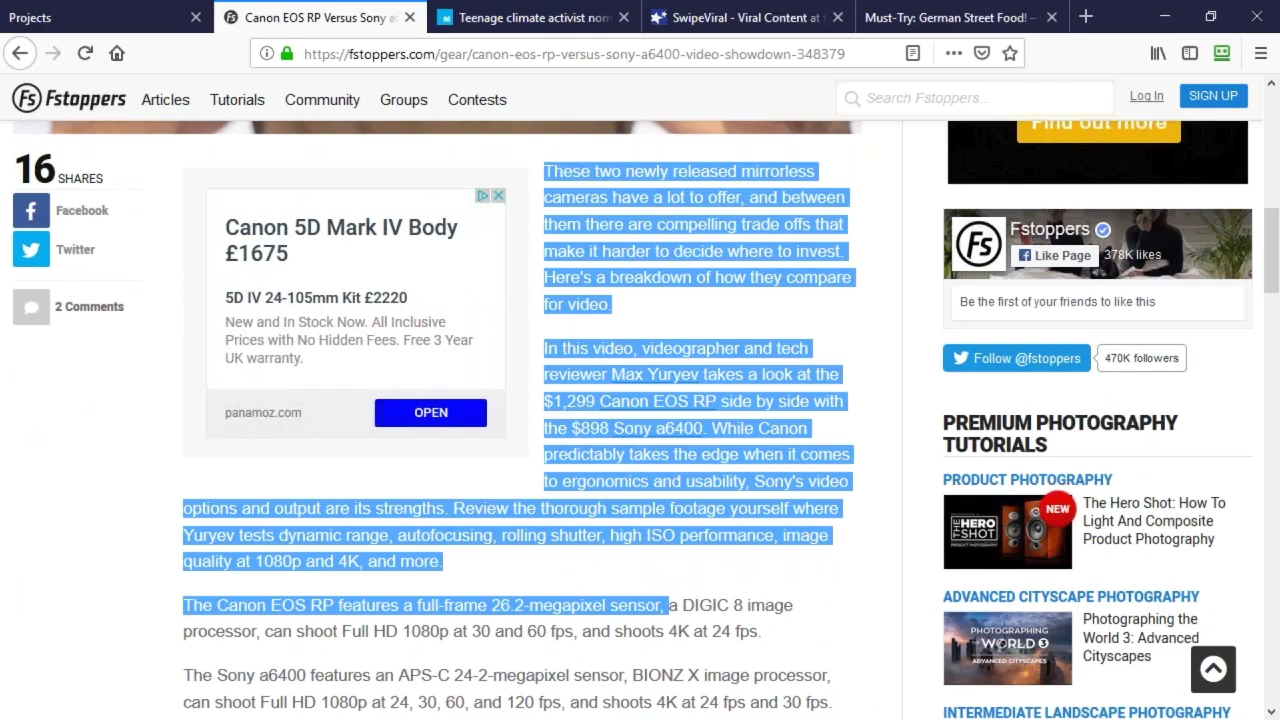 Projects
Canon EOS RP Versus Sony a
Teenage climate activist nom
SwipeViral - Viral Content at t
Must-Try: German Street Food! –
https://fstoppers.com/gear/canon-eos-rp-versus-sony-a6400-video-showdown-348379
Fs Fstoppers
Articles
Tutorials
Community
Groups
Contests
Search Fstoppers...
Log In
SIGN UP
16 SHARES
Facebook
Twitter
2 Comments
Canon 5D Mark IV Body
£1675
5D IV 24-105mm Kit £2220
New and In Stock Now. All Inclusive
Prices with No Hidden Fees. Free 3 Year
UK warranty.
panamoz.com
OPEN
These two newly released mirrorless
cameras have a lot to offer, and between
them there are compelling trade offs that
make it harder to decide where to invest.
Here's a breakdown of how they compare
for video.
In this video, videographer and tech
reviewer Max Yuryev takes a look at the
$1,299 Canon EOS RP side by side with
the $898 Sony a6400. While Canon
predictably takes the edge when it comes
to ergonomics and usability, Sony's video
options and output are its strengths. Review the thorough sample footage yourself where
Yuryev tests dynamic range, autofocusing, rolling shutter, high ISO performance, image
quality at 1080p and 4K, and more.
The Canon EOS RP features a full-frame 26.2-megapixel sensor, a DIGIC 8 image
processor, can shoot Full HD 1080p at 30 and 60 fps, and shoots 4K at 24 fps.
The Sony a6400 features an APS-C 24-2-megapixel sensor, BIONZ X image processor,
can shoot Full HD 1080p at 24, 30, 60, and 120 fps, and shoots 4K at 24 fps and 30 fps.
Find out more
Fs
Fstoppers
Like Page
378K likes
Be the first of your friends to like this
Follow @fstoppers
470K followers
PREMIUM PHOTOGRAPHY
TUTORIALS
PRODUCT PHOTOGRAPHY
THE
HERO
SHOT
NEW
The Hero Shot: How To
Light And Composite
Product Photography
ADVANCED CITYSCAPE PHOTOGRAPHY
PHOTOGRAPHING
THE WORLD 3
ADVANCED CITYSCAPES
Photographing the
World 3: Advanced
Cityscapes
INTERMEDIATE LANDSCAPE PHOTOGRAPHY